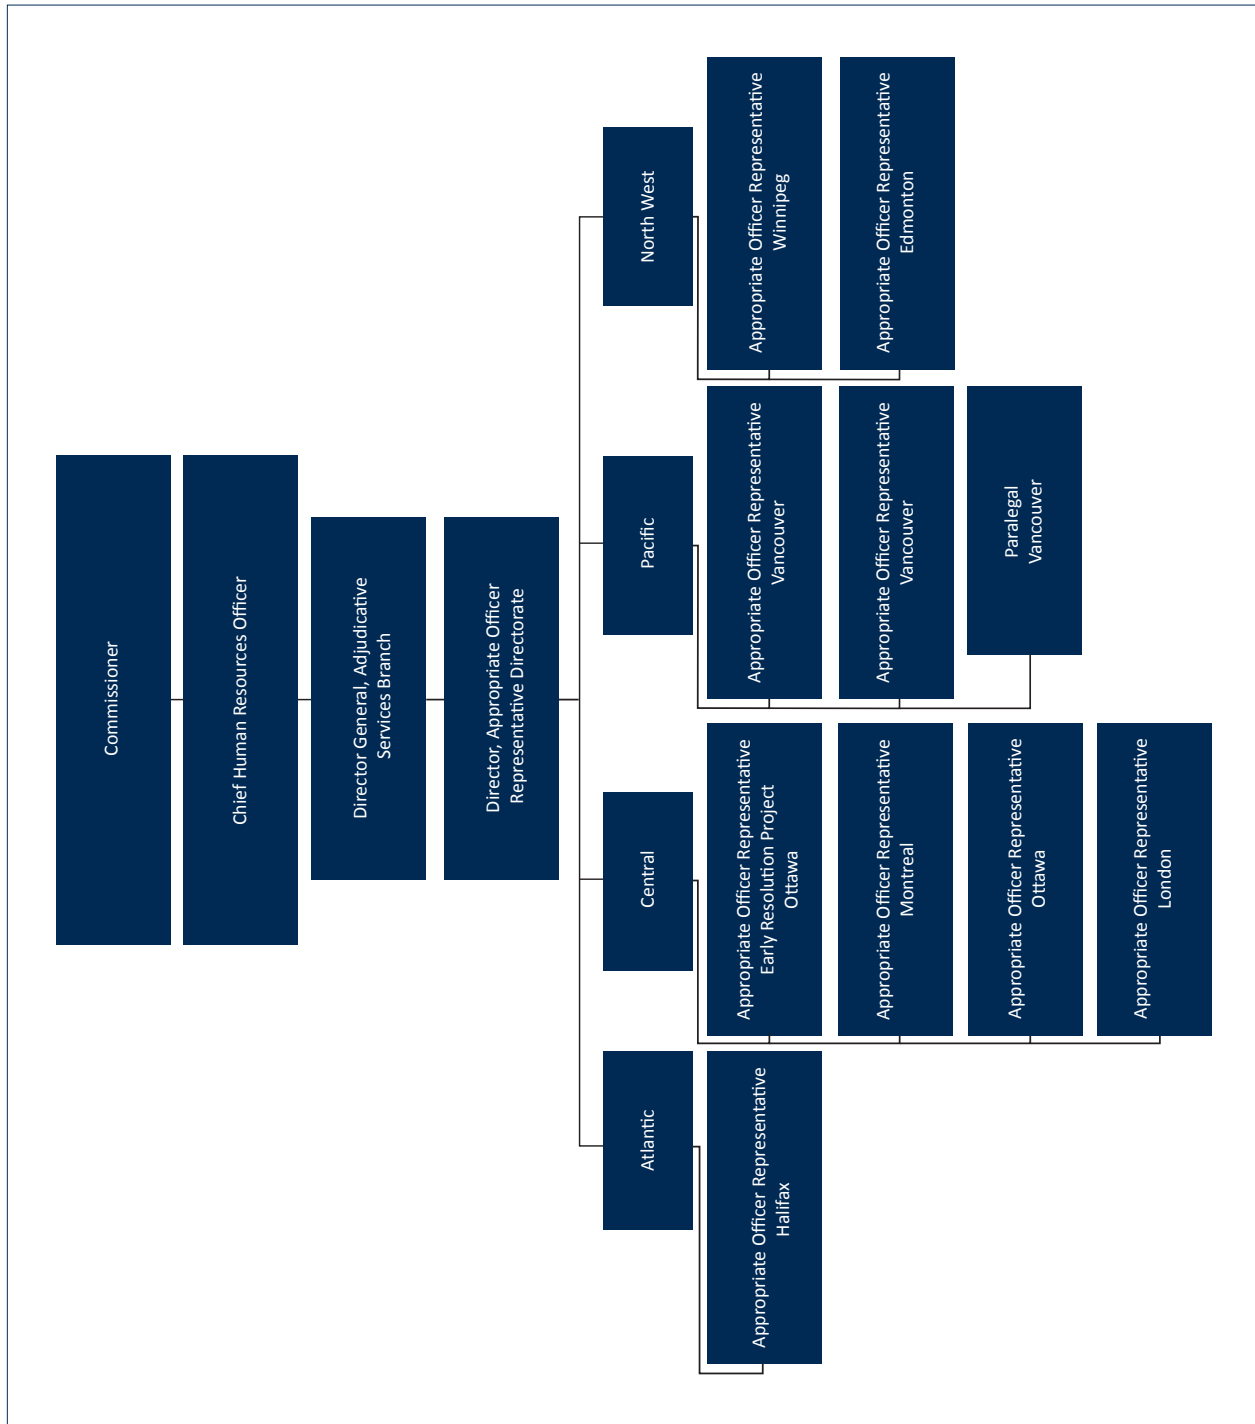 Commissioner
Chief Human Resources Officer
Director General, Adjudicative
Services Branch
Director, Appropriate Officer
Representative Directorate
Atlantic
Appropriate Officer Representative
Halifax
Central
Appropriate Officer Representative
Early Resolution Project
Ottawa
Appropriate Officer Representative
Montreal
Appropriate Officer Representative
Ottawa
Appropriate Officer Representative
London
Pacific
Appropriate Officer Representative
Vancouver
Appropriate Officer Representative
Vancouver
Paralegal
Vancouver
North West
Appropriate Officer Representative
Winnipeg
Appropriate Officer Representative
Edmonton